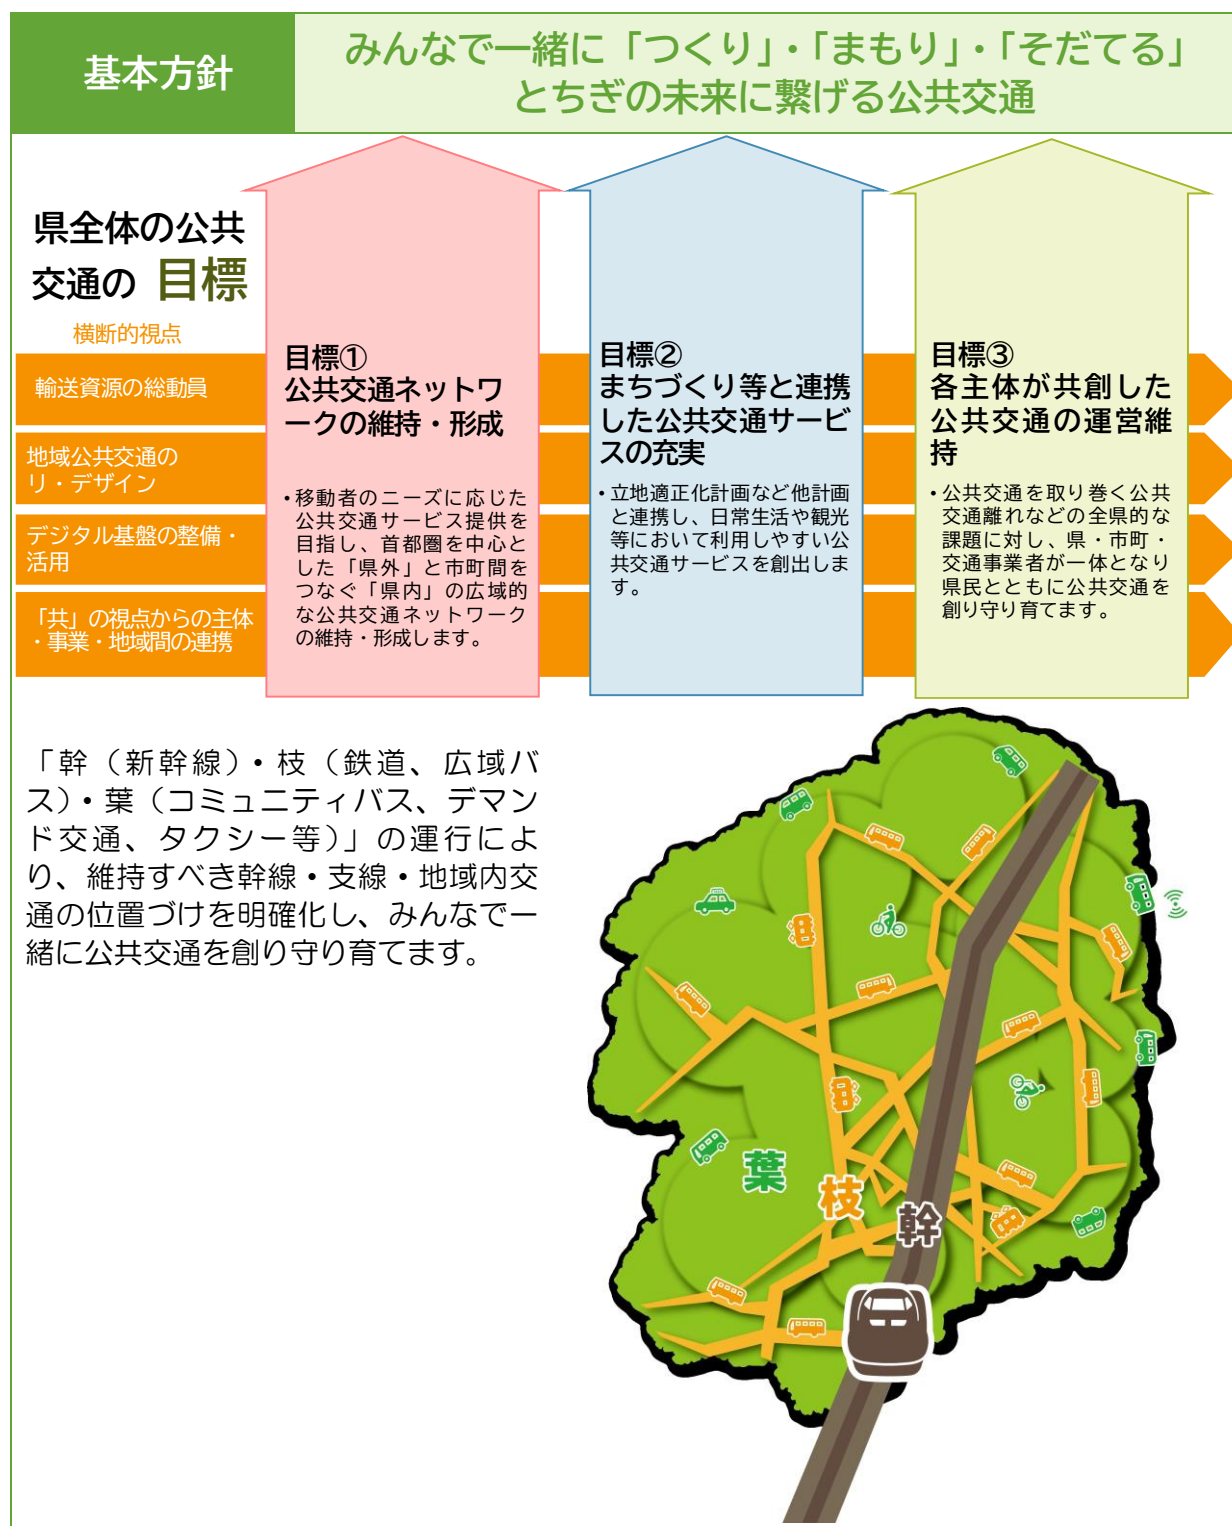 基本方針
みんなで一緒に「つくり」・「まもり」・「そだてる」
とちぎの未来に繋げる公共交通
県全体の公共
交通の 目標
横断的視点
輸送資源の総動員
地域公共交通の
リ・デザイン
デジタル基盤の整備・
活用
「共」の視点からの主体
・事業・地域間の連携
目標①
公共交通ネットワ
ークの維持・形成
・移動者のニーズに応じた
公共交通サービス提供を
目指し、首都圏を中心と
した「県外」と市町間を
つなぐ「県内」の広域的
な公共交通ネットワーク
の維持・形成します。
目標②
まちづくり等と連携
した公共交通サービ
スの充実
・立地適正化計画など他計画
と連携し、日常生活や観光
等において利用しやすい公
共交通サービスを創出しま
す。
目標③
各主体が共創した
公共交通の運営維
持
・公共交通を取り巻く公共
交通離れなどの全県的な
課題に対し、県・市町・
交通事業者が一体となり
県民とともに公共交通を
創り守り育てます。
「幹（新幹線）・枝（鉄道、広域バ
ス）・葉（コミュニティバス、デマン
ド交通、タクシー等）」の運行によ
り、維持すべき幹線・支線・地域内交
通の位置づけを明確化し、みんなで一
緒に公共交通を創り守り育てます。
葉
枝
幹